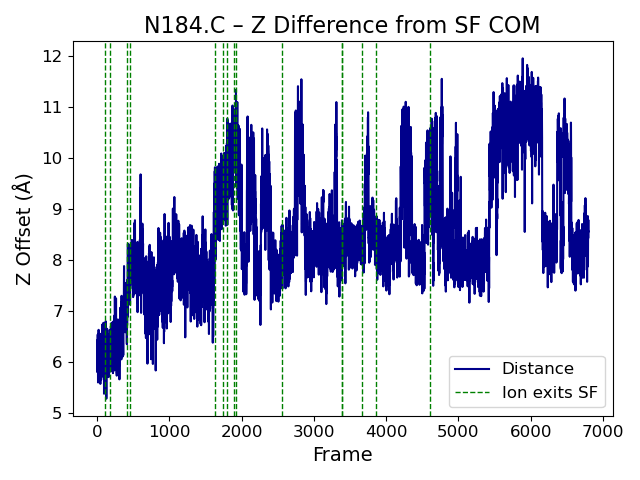 N184.C – Z Difference from SF COM
Z Offset (Å)
12
11
10
9
8
7
6
5
Distance
Ion exits SF
0 1000 2000 3000 4000 5000 6000 7000
Frame